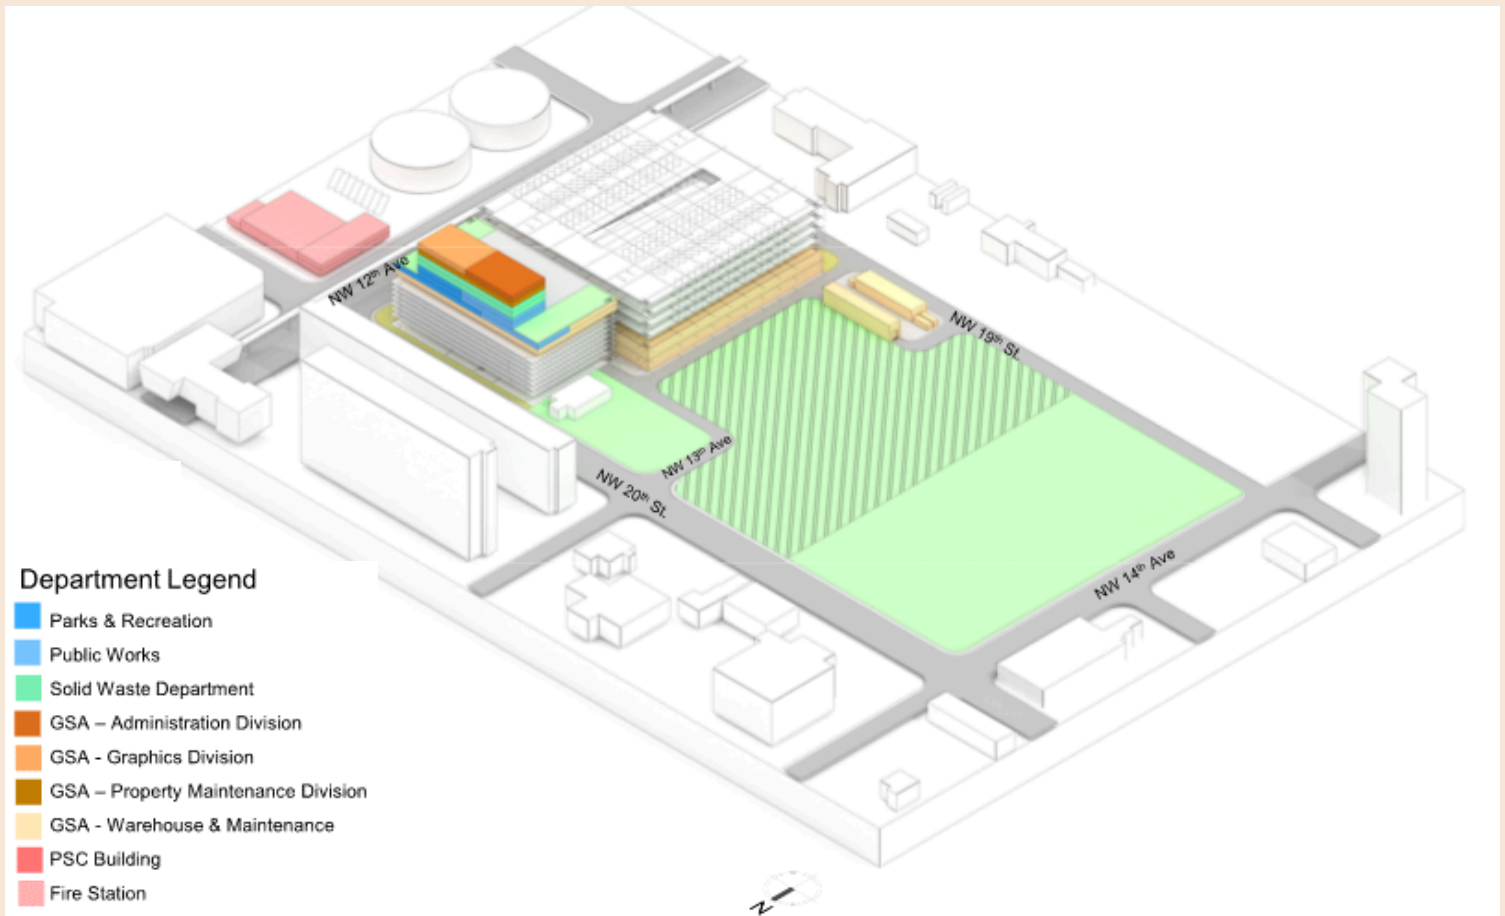 NW 12th Ave
NW 19th St.
NW 13th Ave
NW 20th St.
NW 14th Ave
Department Legend
Parks & Recreation
Public Works
Solid Waste Department
GSA – Administration Division
GSA - Graphics Division
GSA – Property Maintenance Division
GSA - Warehouse & Maintenance
PSC Building
Fire Station
N